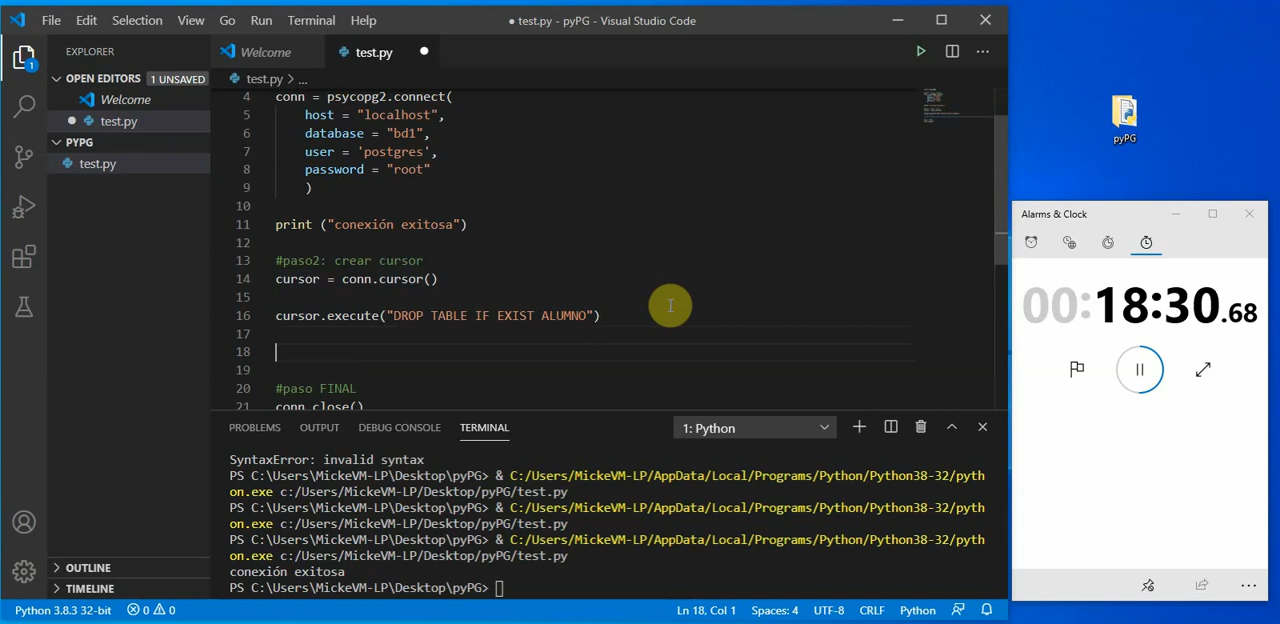 File Edit Selection View Go Run Terminal Help
● test.py - pyPG - Visual Studio Code
EXPLORER
OPEN EDITORS 1 UNSAVED
Welcome
test.py
PYPG
test.py
OUTLINE
TIMELINE
1
Welcome
test.py
test.py > ...
4 conn = psycopg2.connect(
5 host = "localhost",
6 database = "bd1",
7 user = 'postgres',
8 password = "root"
9 )
10
11 print ("conexión exitosa")
12
13 #paso2: crear cursor
14 cursor = conn.cursor()
15
16 cursor.execute("DROP TABLE IF EXIST ALUMNO")
17
18
19
20 #paso FINAL
21 conn.close()
PROBLEMS OUTPUT DEBUG CONSOLE TERMINAL
1: Python
SyntaxError: invalid syntax
PS C:\Users\MickeVM-LP\Desktop\pyPG> & C:/Users/MickeVM-LP/AppData/Local/Programs/Python/Python38-32/pyth
on.exe c:/Users/MickeVM-LP/Desktop/pyPG/test.py
PS C:\Users\MickeVM-LP\Desktop\pyPG> & C:/Users/MickeVM-LP/AppData/Local/Programs/Python/Python38-32/pyth
on.exe c:/Users/MickeVM-LP/Desktop/pyPG/test.py
PS C:\Users\MickeVM-LP\Desktop\pyPG> & C:/Users/MickeVM-LP/AppData/Local/Programs/Python/Python38-32/pyth
on.exe c:/Users/MickeVM-LP/Desktop/pyPG/test.py
conexión exitosa
PS C:\Users\MickeVM-LP\Desktop\pyPG>
Python 3.8.3 32-bit 0 0 Ln 18, Col 1 Spaces: 4 UTF-8 CRLF Python
pyPG
Alarms & Clock
00:18:30.68